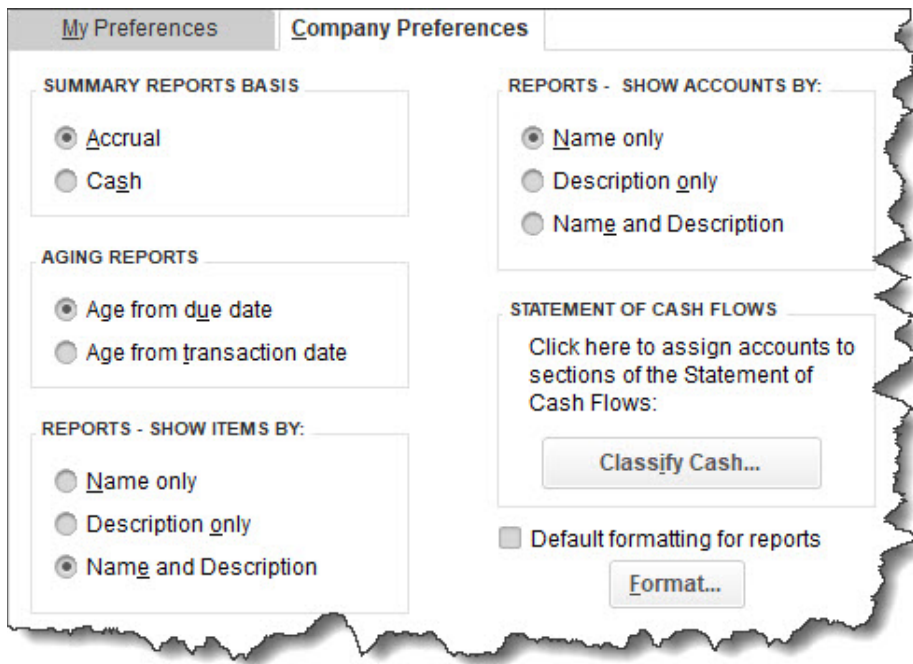 My Preferences
Company Preferences
SUMMARY REPORTS BASIS
Accrual
Cash
AGING REPORTS
Age from due date
Age from transaction date
REPORTS - SHOW ITEMS BY:
Name only
Description only
Name and Description
REPORTS - SHOW ACCOUNTS BY:
Name only
Description only
Name and Description
STATEMENT OF CASH FLOWS
Click here to assign accounts to
sections of the Statement of
Cash Flows:
Classify Cash...
Default formatting for reports
Format...